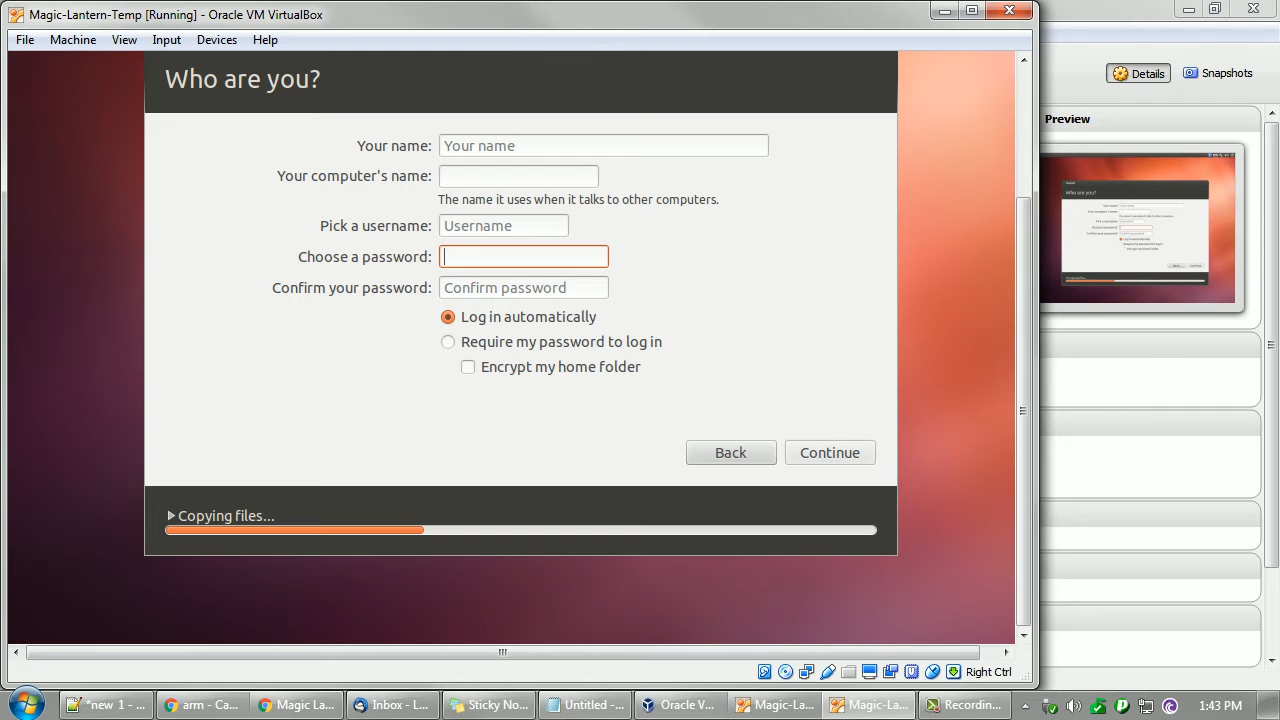 Magic-Lantern-Temp [Running] - Oracle VM VirtualBox
File Machine View Input Devices Help
Details Snapshots
Preview
Who are you?
Your name: Your name
Your computer's name:
The name it uses when it talks to other computers.
Pick a username: Username
Choose a password:
Confirm your password: Confirm password
Log in automatically
Require my password to log in
Encrypt my home folder
Back Continue
Copying files...
Right Ctrl
*new 1 - ... arm - Ca... Magic La... Inbox - L... Sticky No... Untitled -... Oracle V... Magic-La... Magic-La... Recordin... 1:43 PM